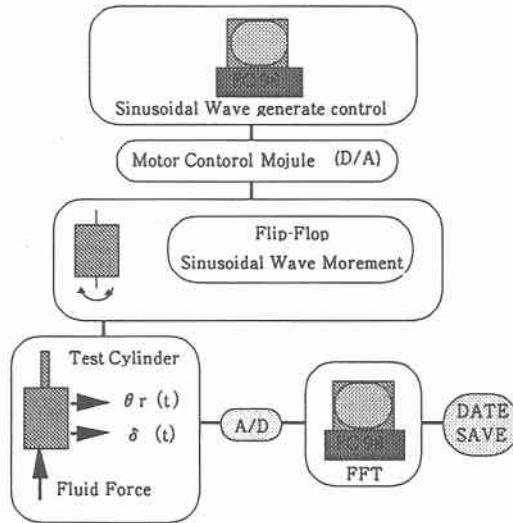 PC-98
Sinusoidal Wave generate control
Motor Contorol Mojule (D/A)
Flip-Flop
Sinusoidal Wave Morement
Test Cylinder
θ r (t)
δ (t)
Fluid Force
A/D
PC-98
FFT
DATE
SAVE